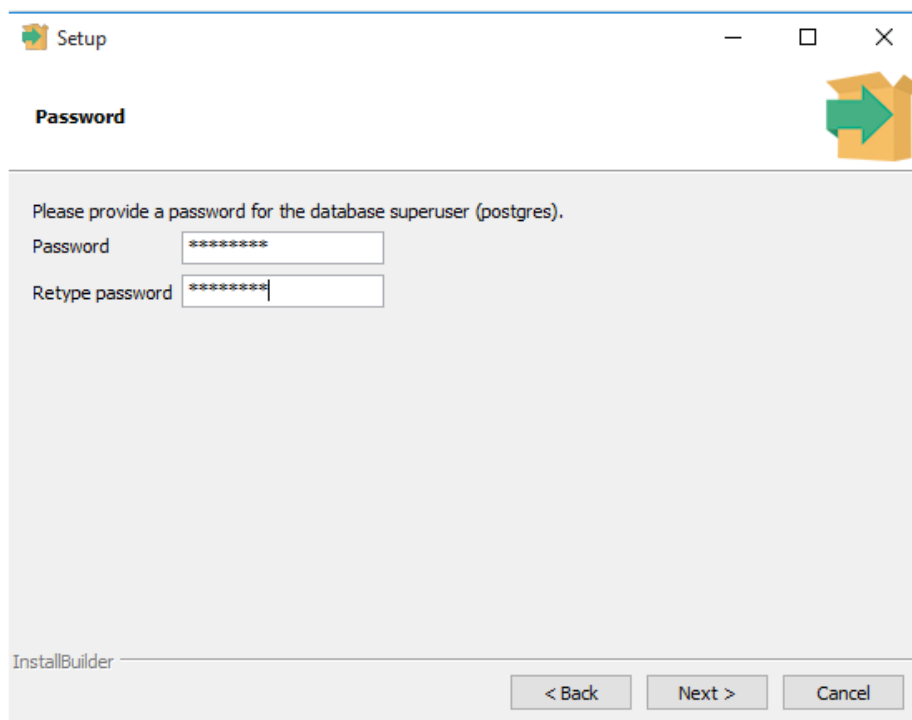 Setup
Password
Please provide a password for the database superuser (postgres).
Password ********
Retype password ********
InstallBuilder
< Back Next > Cancel